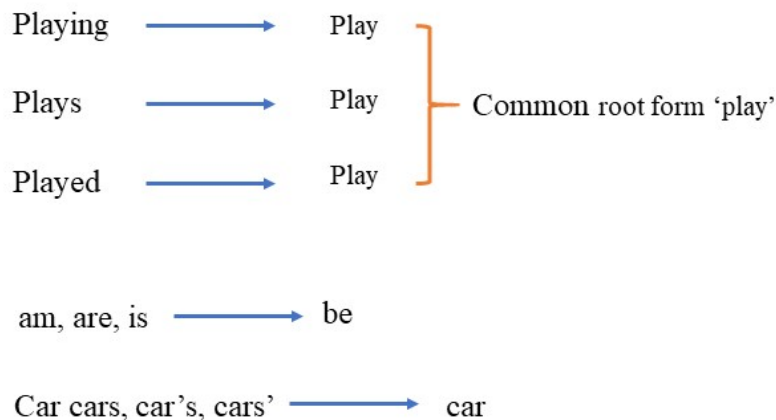 Playing Play
Plays Play Common root form ‘play’
Played Play
am, are, is be
Car cars, car’s, cars’ car